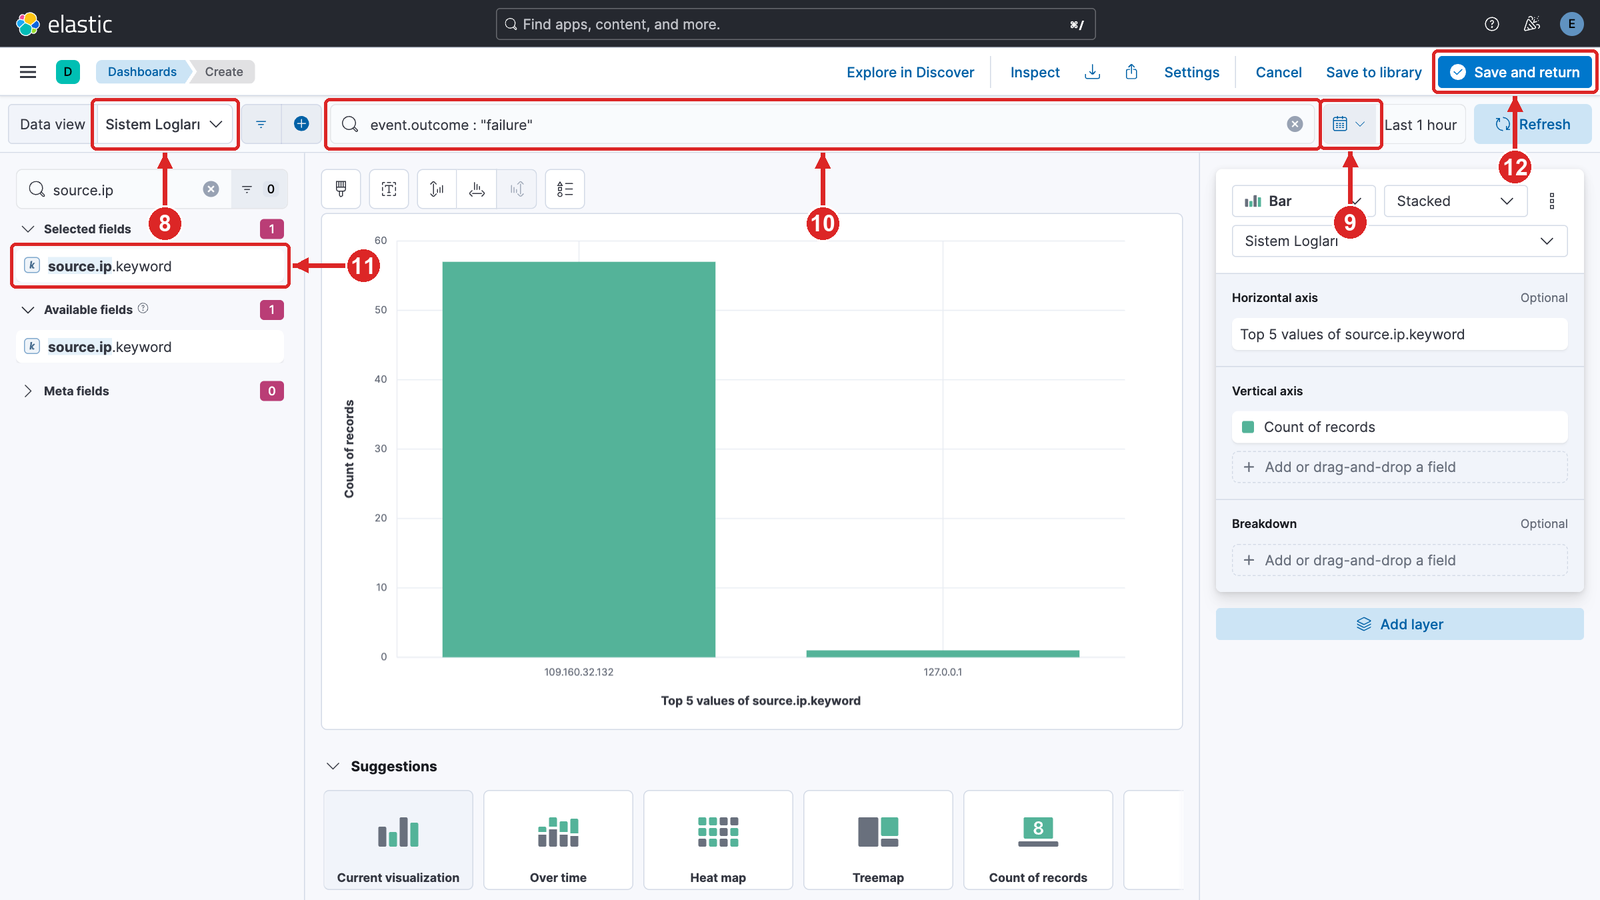 elastic
Find apps, content, and more.
⌘/
E
D
Dashboards
Create
Explore in Discover
Inspect
Settings
Cancel
Save to library
Save and return
Data view
Sistem Logları
event.outcome : "failure"
Last 1 hour
Refresh
8
10
9
12
source.ip
0
Selected fields
1
k
source.ip.keyword
11
Available fields
1
k
source.ip.keyword
Meta fields
0
60
50
40
30
20
10
0
Count of records
109.160.32.132
127.0.0.1
Top 5 values of source.ip.keyword
Suggestions
Current visualization
Over time
Heat map
Treemap
8
Count of records
Bar
Stacked
Sistem Logları
Horizontal axis
Optional
Top 5 values of source.ip.keyword
Vertical axis
Count of records
+ Add or drag-and-drop a field
Breakdown
Optional
+ Add or drag-and-drop a field
Add layer